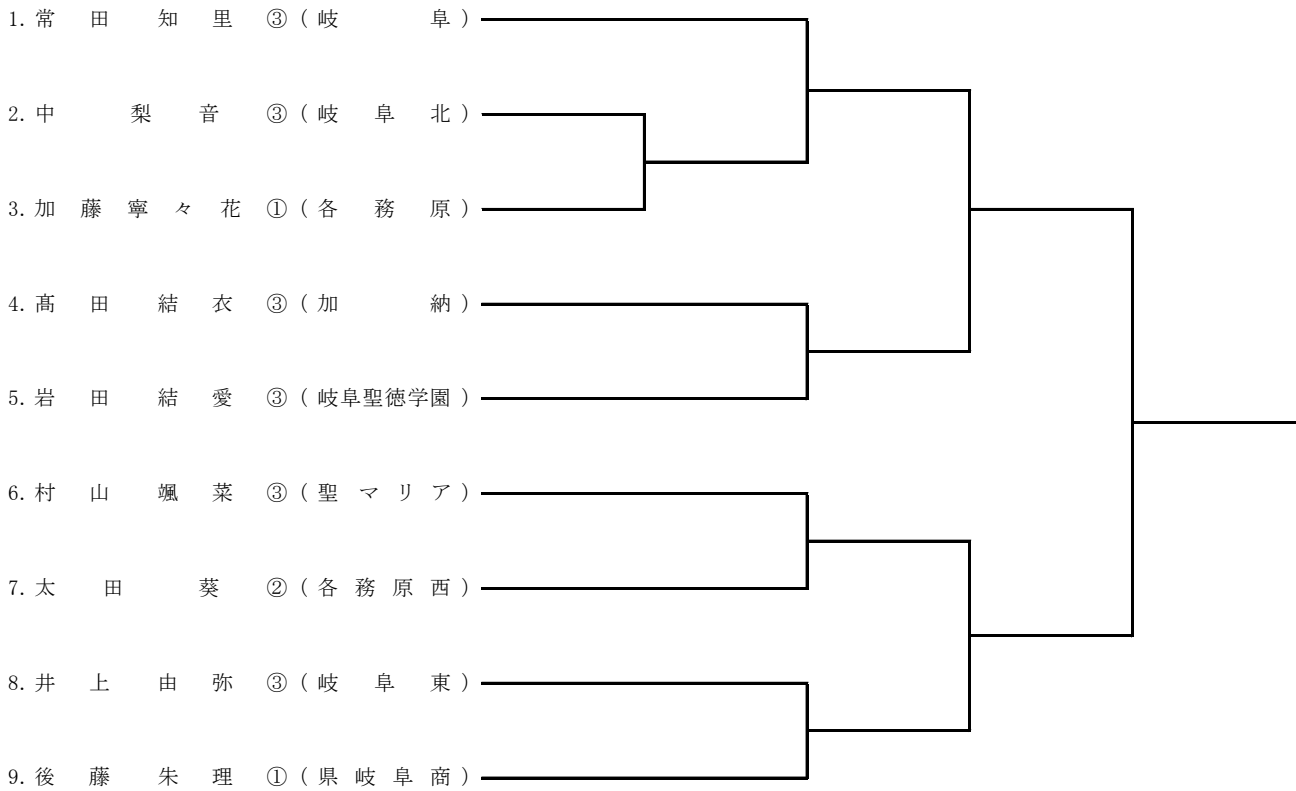 1. 常田知里 ③ (岐阜)
2. 中梨音 ③ (岐阜北)
3. 加藤寧々花 ① (各務原)
4. 髙田結衣 ③ (加納)
5. 岩田結愛 ③ (岐阜聖徳学園)
6. 村山颯菜 ③ (聖マリア)
7. 太田葵 ② (各務原西)
8. 井上由弥 ③ (岐阜東)
9. 後藤朱理 ① (県岐阜商)